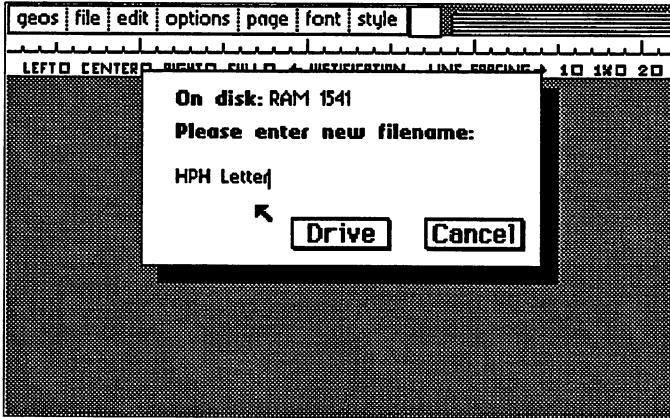 geos file edit options page font style
LEFT CENTER RIGHT FULL ← JUSTIFICATION LINE SPACING → 1 1½ 2
On disk: RAM 1541
Please enter new filename:
HPH Letter
Drive Cancel